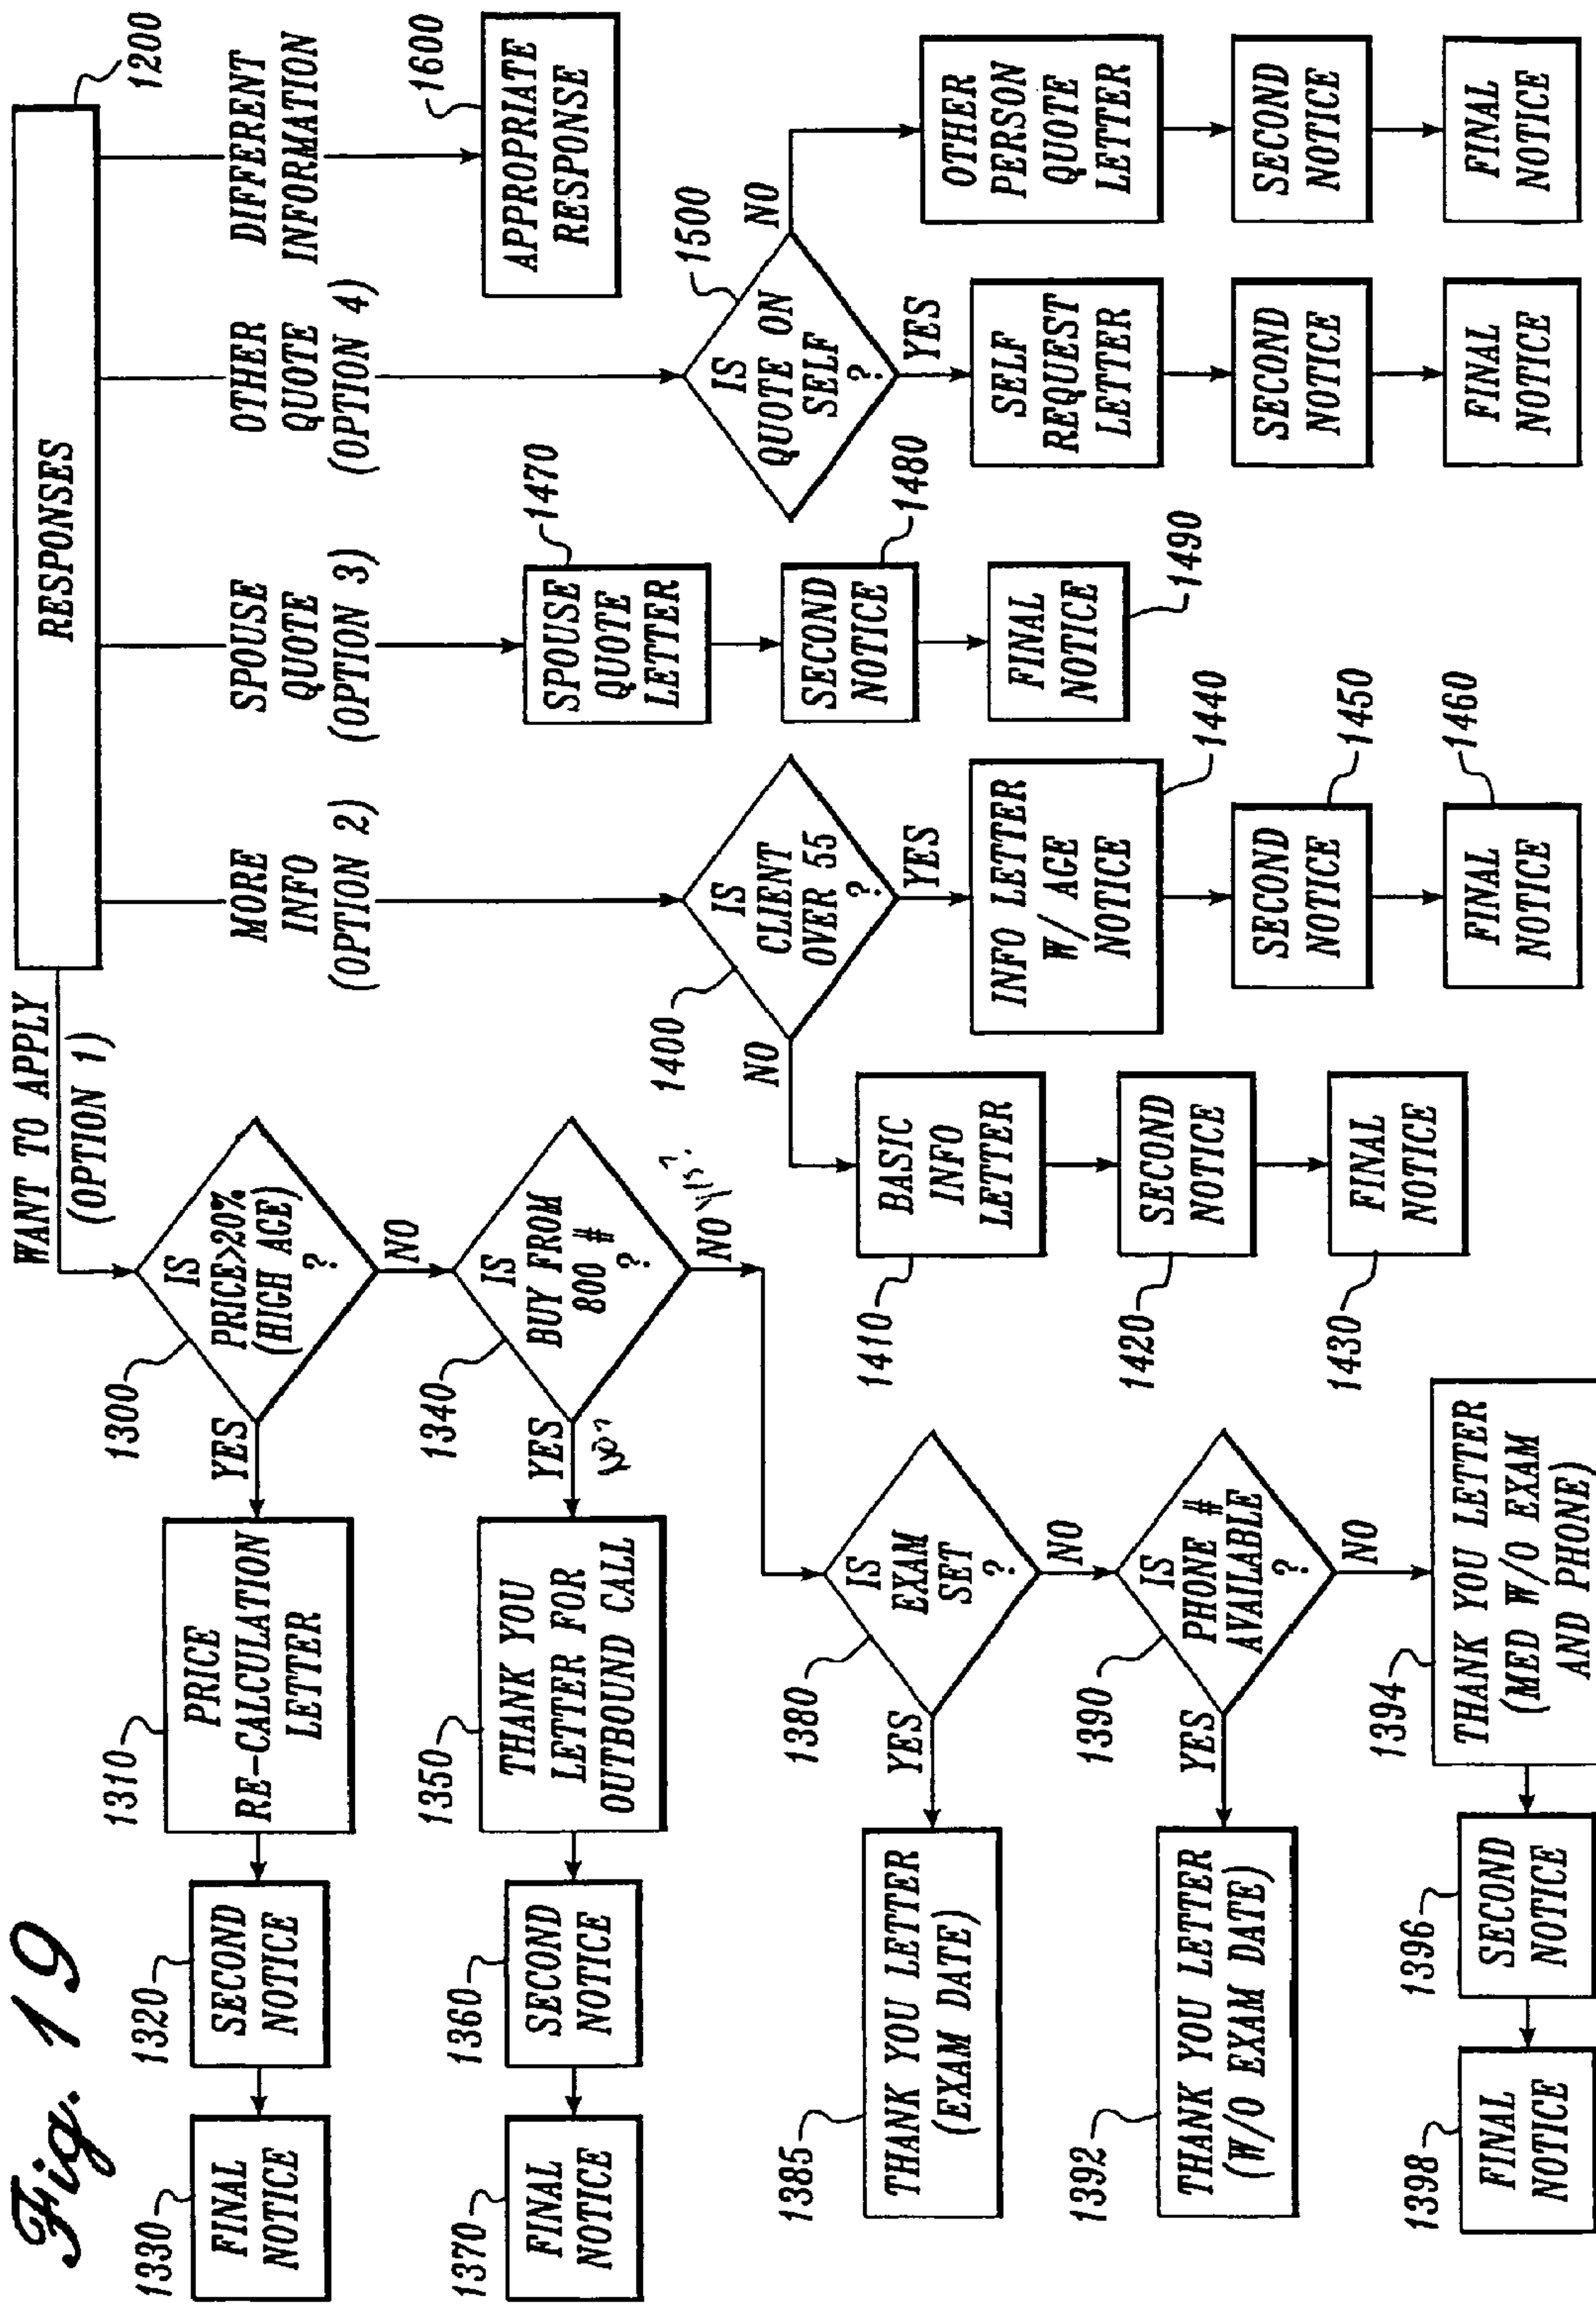 Fig. 19
RESPONSES
1200
WANT TO APPLY
(OPTION 1)
MORE
INFO
(OPTION 2)
SPOUSE
QUOTE
(OPTION 3)
OTHER
QUOTE
(OPTION 4)
DIFFERENT
INFORMATION
1600
APPROPRIATE
RESPONSE
1300
IS
PRICE>20%
(HIGH AGE)
?
YES
NO
1310
PRICE
RE-CALCULATION
LETTER
1320
SECOND
NOTICE
1330
FINAL
NOTICE
1340
IS
BUY FROM
800 #
?
YES
NO?
NO
YES?
1350
THANK YOU
LETTER FOR
OUTBOUND CALL
1360
SECOND
NOTICE
1370
FINAL
NOTICE
1380
IS
EXAM
SET
?
YES
NO
1385
THANK YOU LETTER
(EXAM DATE)
1390
IS
PHONE #
AVAILABLE
?
YES
NO
1392
THANK YOU LETTER
(W/O EXAM DATE)
1394
THANK YOU LETTER
(MED W/O EXAM
AND PHONE)
1396
SECOND
NOTICE
1398
FINAL
NOTICE
1400
IS
CLIENT
OVER 55
?
NO
YES
1410
BASIC
INFO
LETTER
1420
SECOND
NOTICE
1430
FINAL
NOTICE
1440
INFO LETTER
W/ AGE
NOTICE
1450
SECOND
NOTICE
1460
FINAL
NOTICE
1470
SPOUSE
QUOTE
LETTER
1480
SECOND
NOTICE
1490
FINAL
NOTICE
1500
IS
QUOTE ON
SELF
?
YES
NO
SELF
REQUEST
LETTER
SECOND
NOTICE
FINAL
NOTICE
OTHER
PERSON
QUOTE
LETTER
SECOND
NOTICE
FINAL
NOTICE